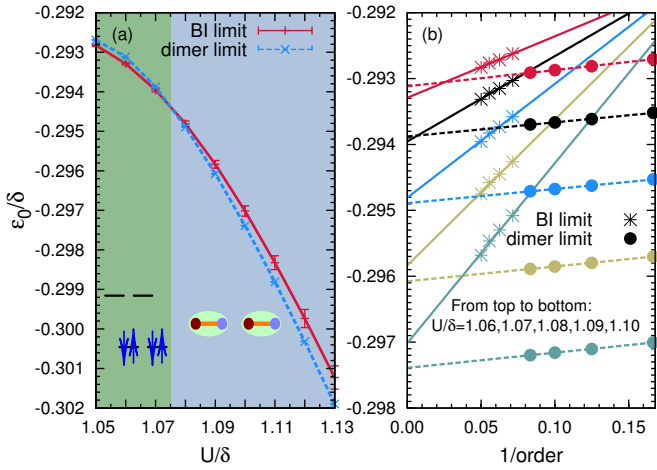 (a)
BI limit
dimer limit
-0.292
-0.293
-0.294
-0.295
-0.296
-0.297
-0.298
-0.299
-0.300
-0.301
-0.302
ε₀/δ
1.05 1.07 1.09 1.11 1.13
U/δ
(b)
-0.292
-0.293
-0.294
-0.295
-0.296
-0.297
-0.298
BI limit
dimer limit
From top to bottom:
U/δ=1.06,1.07,1.08,1.09,1.10
0.00 0.05 0.10 0.15
1/order